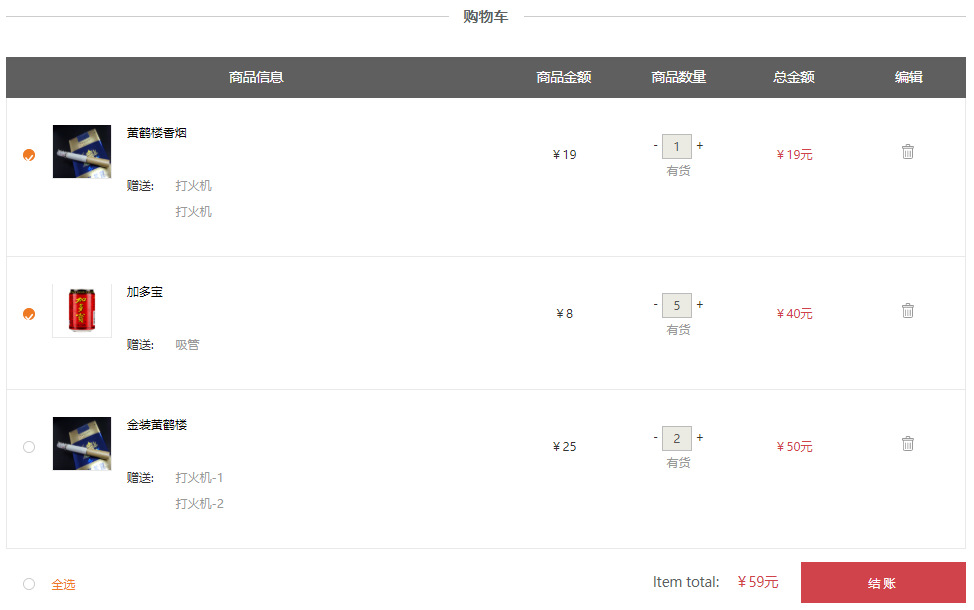 购物车
商品信息 商品金额 商品数量 总金额 编辑
黄鹤楼香烟
¥19 - 1 + ¥19元
有货
赠送: 打火机
打火机
加多宝
¥8 - 5 + ¥40元
有货
赠送: 吸管
金装黄鹤楼
¥25 - 2 + ¥50元
有货
赠送: 打火机-1
打火机-2
全选 Item total: ¥59元 结账